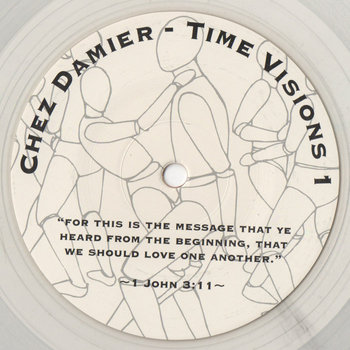 Chez Damier - Time Visions 1
“FOR THIS IS THE MESSAGE THAT YE
HEARD FROM THE BEGINNING, THAT
WE SHOULD LOVE ONE ANOTHER.”
~1 JOHN 3:11~